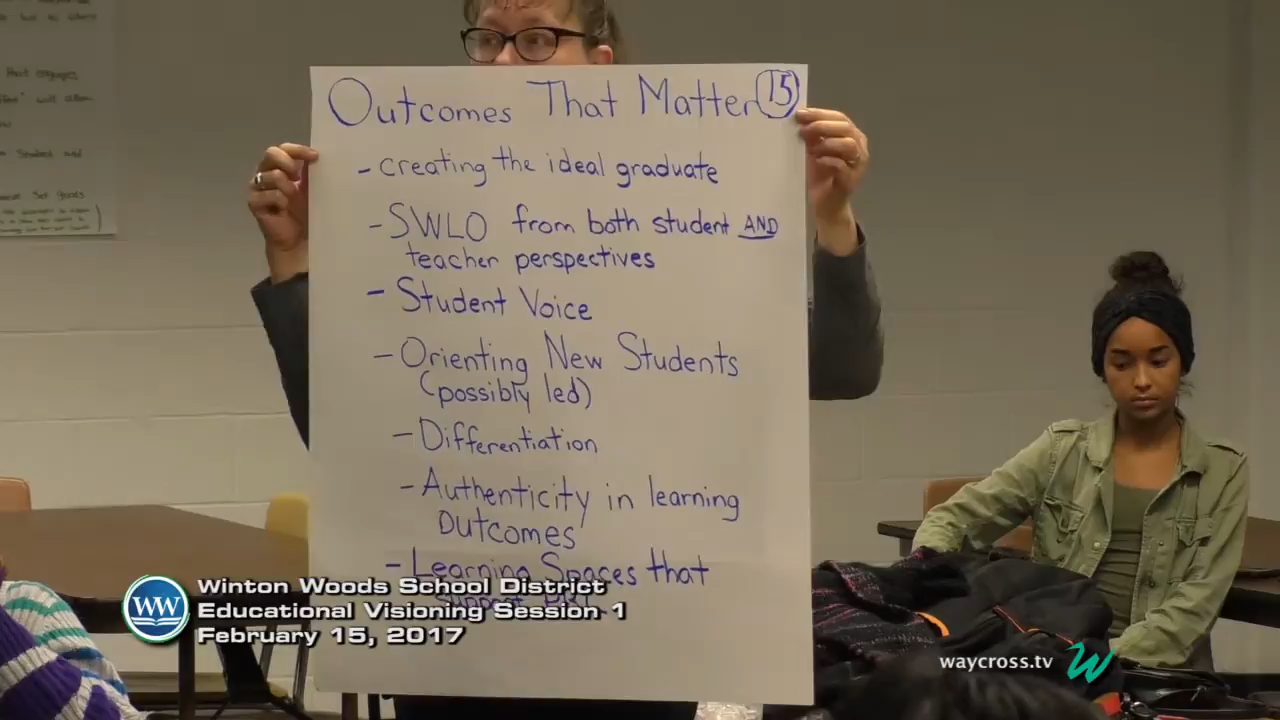 Outcomes That Matter 15
- creating the ideal graduate
- SWLO from both student AND
teacher perspectives
- Student Voice
- Orienting New Students
(possibly led)
- Differentiation
- Authenticity in learning
outcomes
- Learning Spaces that
WW
Winton Woods School District
Educational Visioning Session 1
February 15, 2017
waycross.tv W